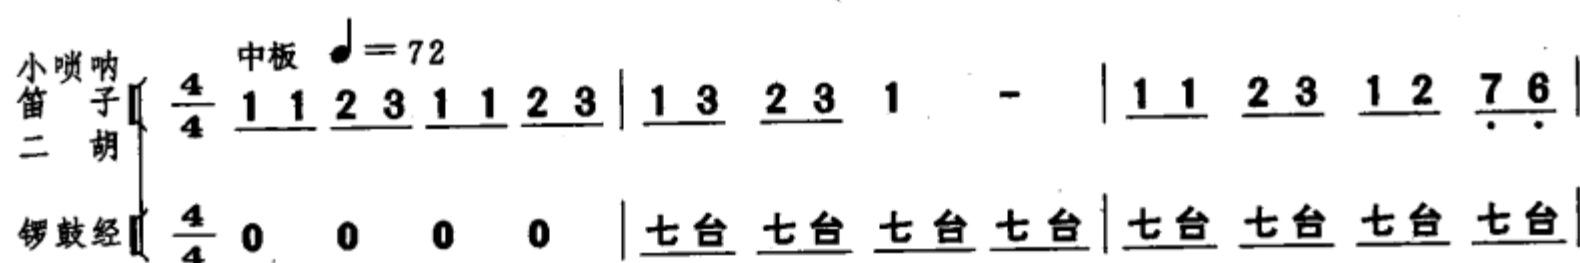 中板 ♩=72
小唢呐
笛子
二胡
4/4 1 1 2 3 1 1 2 3 | 1 3 2 3 1 - | 1 1 2 3 1 2 7 6 |
锣鼓经 4/4 0 0 0 0 | 七台 七台 七台 七台 | 七台 七台 七台 七台 |